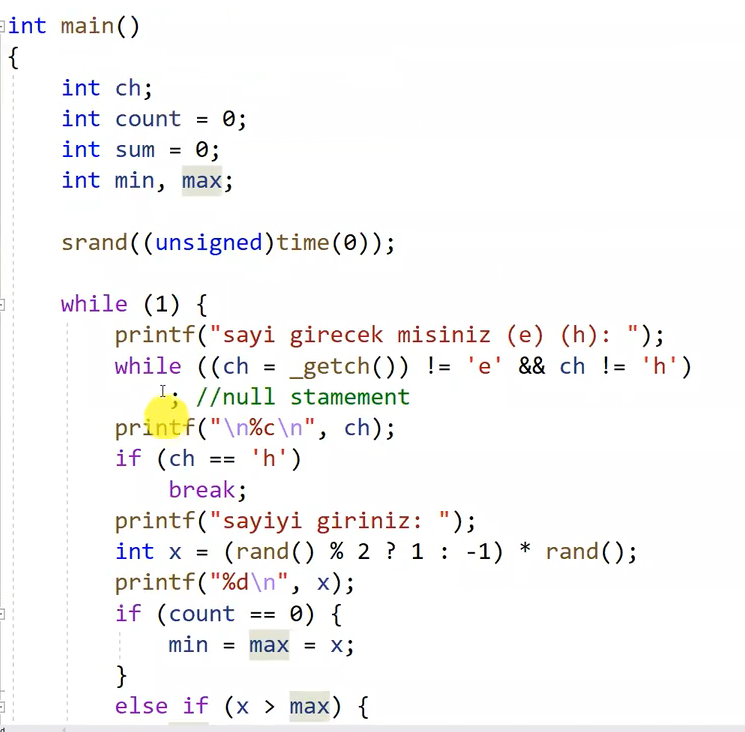 int main()
{
    int ch;
    int count = 0;
    int sum = 0;
    int min, max;

    srand((unsigned)time(0));

    while (1) {
        printf("sayi girecek misiniz (e) (h): ");
        while ((ch = _getch()) != 'e' && ch != 'h')
            ; //null stamement
        printf("\n%c\n", ch);
        if (ch == 'h')
            break;
        printf("sayiyi giriniz: ");
        int x = (rand() % 2 ? 1 : -1) * rand();
        printf("%d\n", x);
        if (count == 0) {
            min = max = x;
        }
        else if (x > max) {